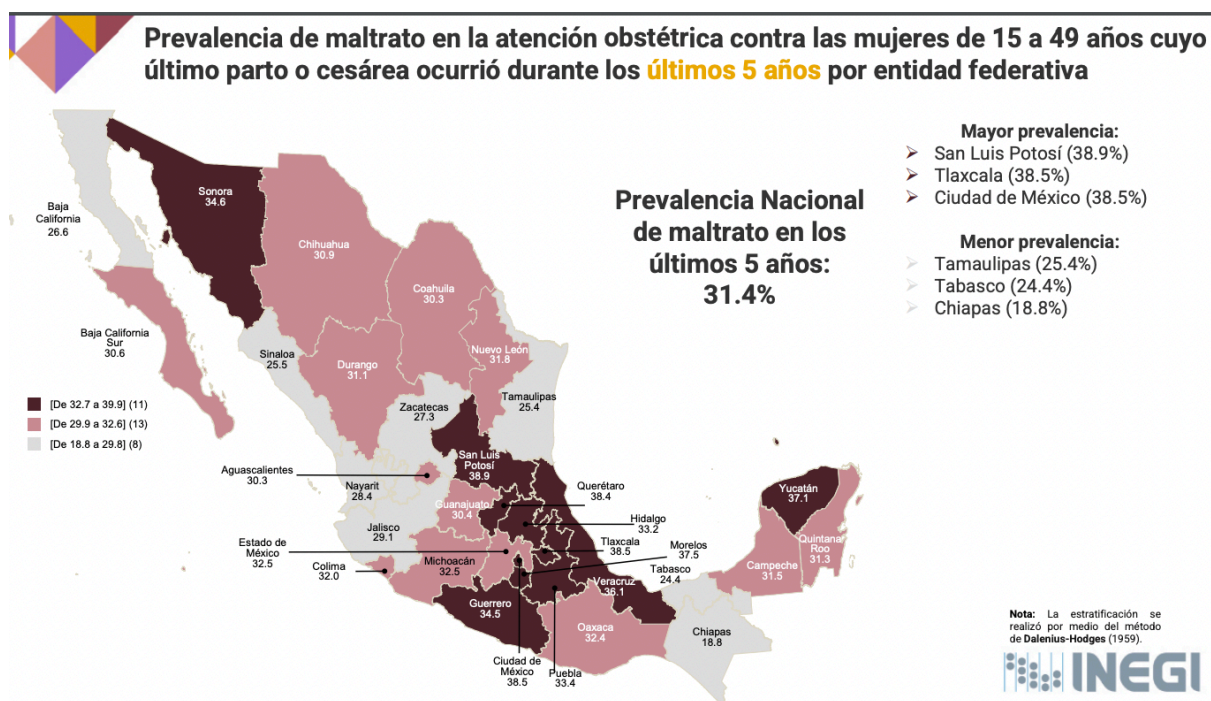 Prevalencia de maltrato en la atención obstétrica contra las mujeres de 15 a 49 años cuyo
último parto o cesárea ocurrió durante los últimos 5 años por entidad federativa
Mayor prevalencia:
San Luis Potosí (38.9%)
Tlaxcala (38.5%)
Ciudad de México (38.5%)
Menor prevalencia:
Tamaulipas (25.4%)
Tabasco (24.4%)
Chiapas (18.8%)
Prevalencia Nacional
de maltrato en los
últimos 5 años:
31.4%
Baja
California
26.6
Sonora
34.6
Chihuahua
30.9
Coahuila
30.3
Baja California
Sur
30.6
Sinaloa
25.5
Durango
31.1
Nuevo León
31.8
Tamaulipas
25.4
Zacatecas
27.3
[De 32.7 a 39.9] (11)
[De 29.9 a 32.6] (13)
[De 18.8 a 29.8] (8)
San Luis
Potosí
38.9
Aguascalientes
30.3
Nayarit
28.4
Guanajuato
30.4
Querétaro
38.4
Yucatán
37.1
Jalisco
29.1
Hidalgo
33.2
Estado de
México
32.5
Colima
32.0
Michoacán
32.5
Tlaxcala
38.5
Morelos
37.5
Tabasco
24.4
Veracruz
36.1
Campeche
31.5
Quintana
Roo
31.3
Guerrero
34.5
Oaxaca
32.4
Chiapas
18.8
Ciudad de
México
38.5
Puebla
33.4
Nota: La estratificación se
realizó por medio del método
de Dalenius-Hodges (1959).
INEGI